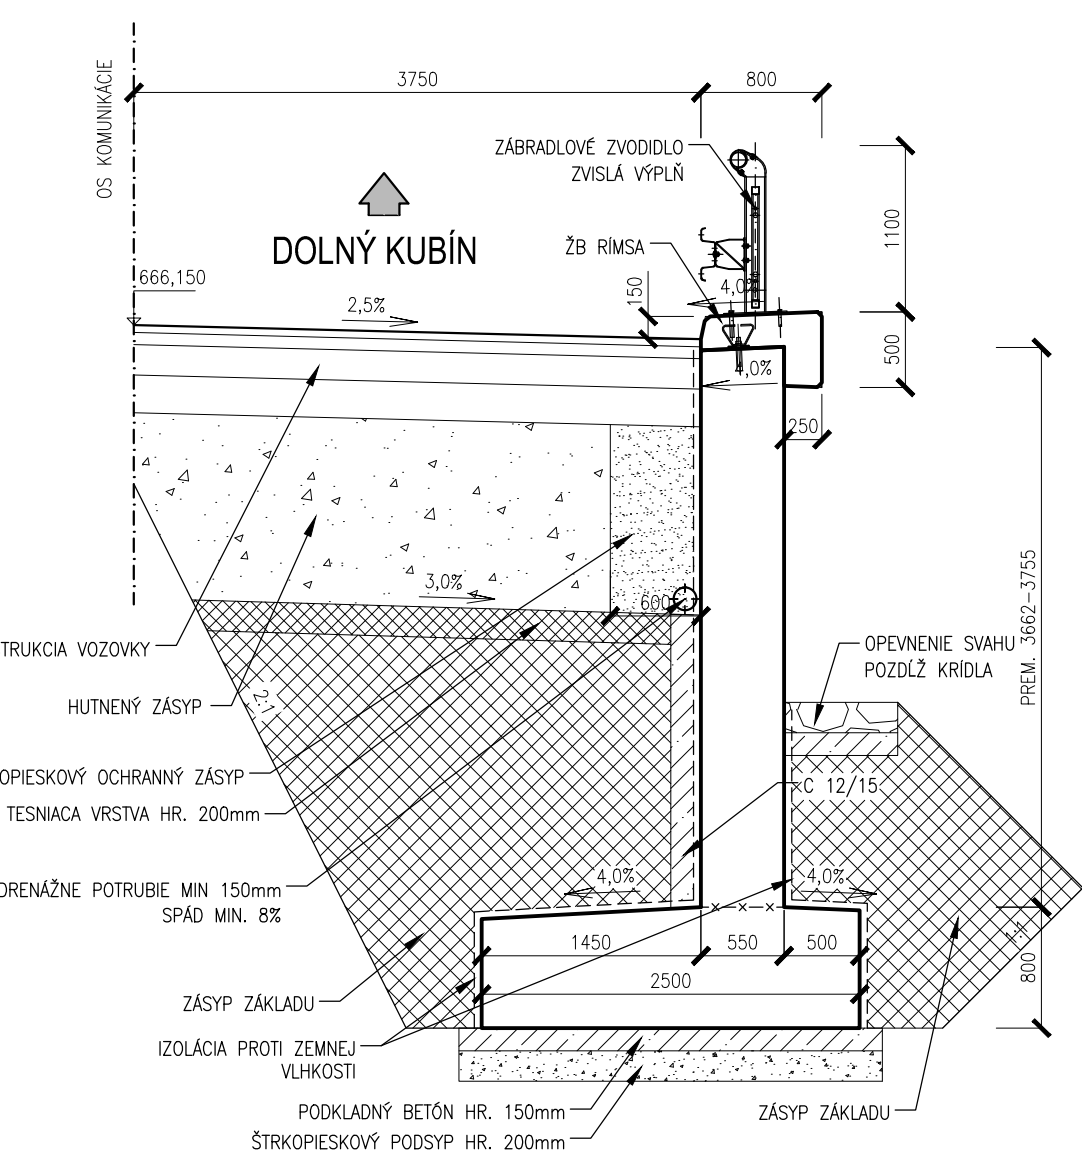 OS KOMUNIKÁCIE
3750
800
ZÁBRADLOVÉ ZVODIDLO
ZVISLÁ VÝPLŇ
1100
DOLNÝ KUBÍN
ŽB RÍMSA
666,150
2,5%
150
4,0%
500
4,0%
250
3,0%
600
PREM. 3662-3755
TRUKCIA VOZOVKY
OPEVNENIE SVAHU
POZDĹŽ KRÍDLA
HUTNENÝ ZÁSYP
2:1
OPIESKOVÝ OCHRANNÝ ZÁSYP
C 12/15
TESNIACA VRSTVA HR. 200mm
DRENÁŽNE POTRUBIE MIN 150mm
SPÁD MIN. 8%
4,0%
4,0%
1:1
1450
550
500
800
2500
ZÁSYP ZÁKLADU
IZOLÁCIA PROTI ZEMNEJ
VLHKOSTI
PODKLADNÝ BETÓN HR. 150mm
ZÁSYP ZÁKLADU
ŠTRKOPIESKOVÝ PODSYP HR. 200mm